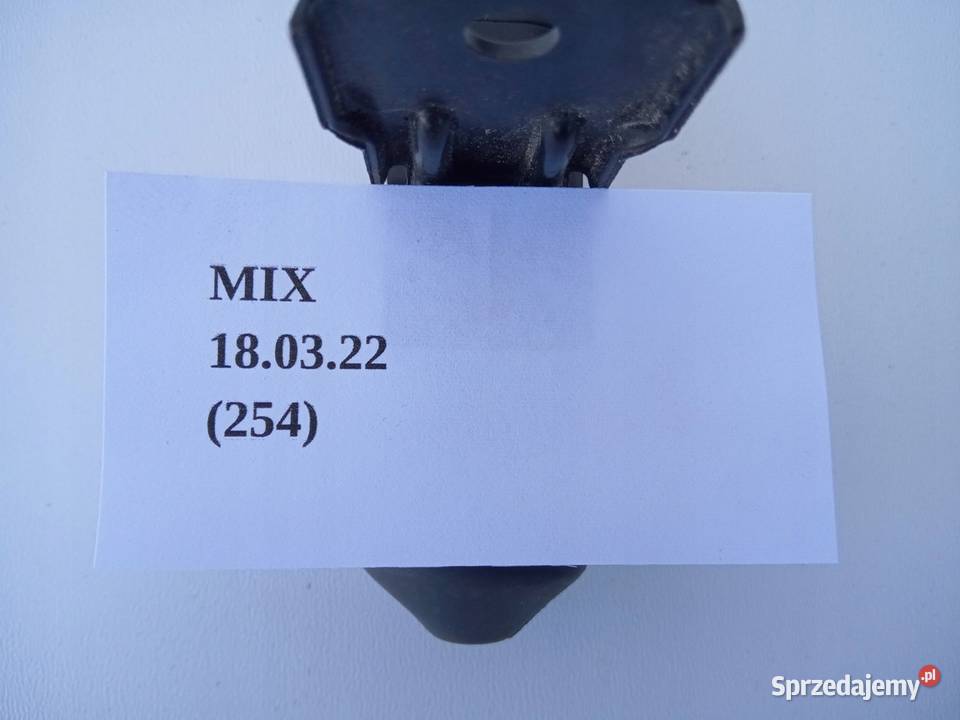 MIX
18.03.22
(254)
Sprzedajemy.pl